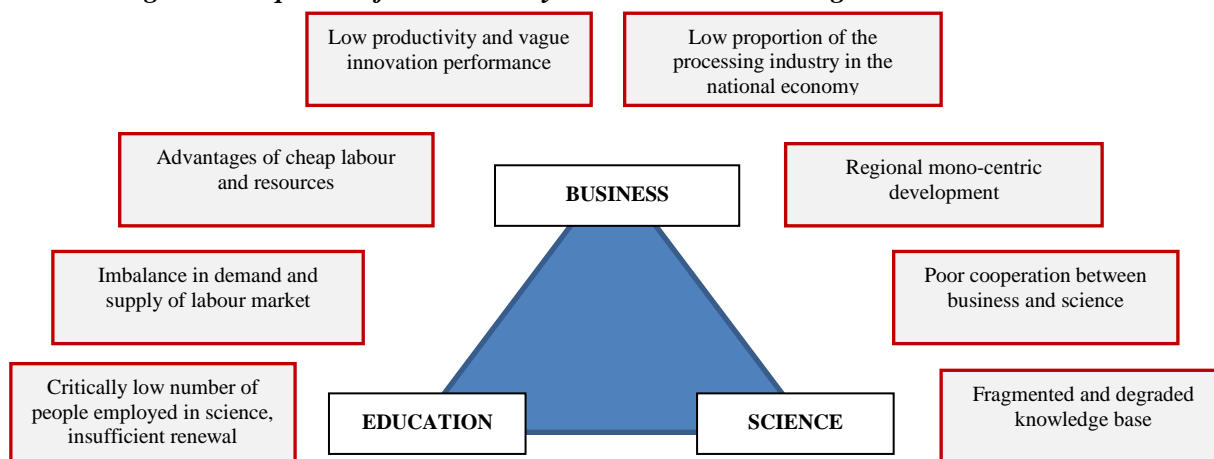 Low productivity and vague
innovation performance
Low proportion of the
processing industry in the
national economy
Advantages of cheap labour
and resources
BUSINESS
Regional mono-centric
development
Imbalance in demand and
supply of labour market
Poor cooperation between
business and science
Critically low number of
people employed in science,
insufficient renewal
EDUCATION
SCIENCE
Fragmented and degraded
knowledge base